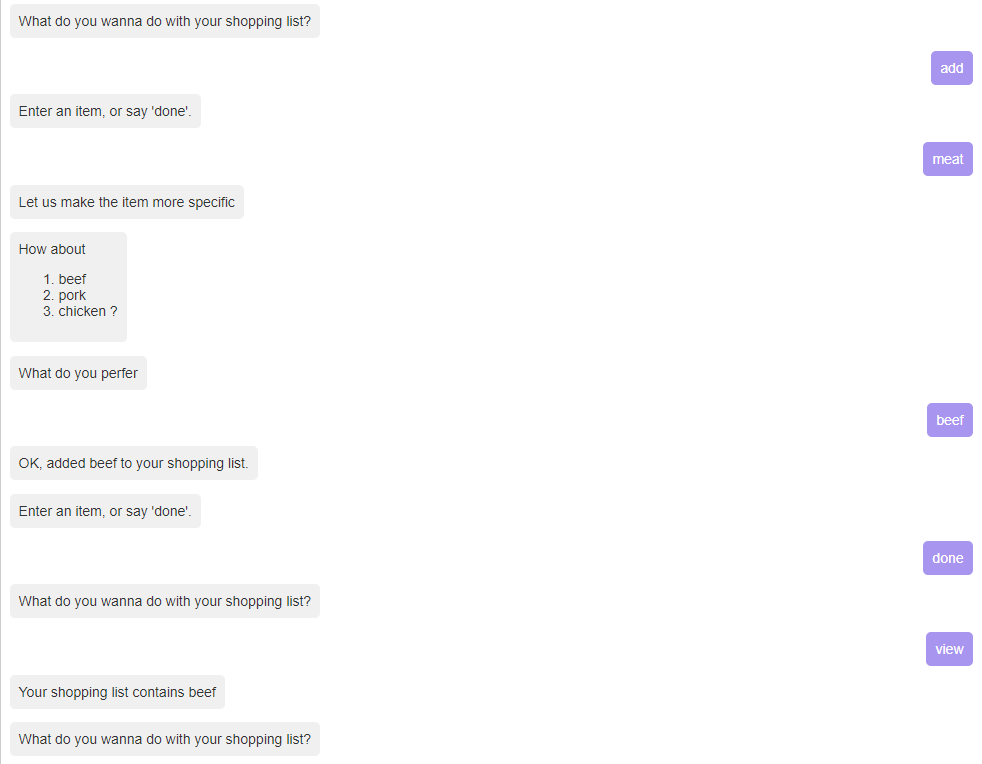 What do you wanna do with your shopping list?
add
Enter an item, or say 'done'.
meat
Let us make the item more specific
How about
1. beef
2. pork
3. chicken ?
What do you perfer
beef
OK, added beef to your shopping list.
Enter an item, or say 'done'.
done
What do you wanna do with your shopping list?
view
Your shopping list contains beef
What do you wanna do with your shopping list?